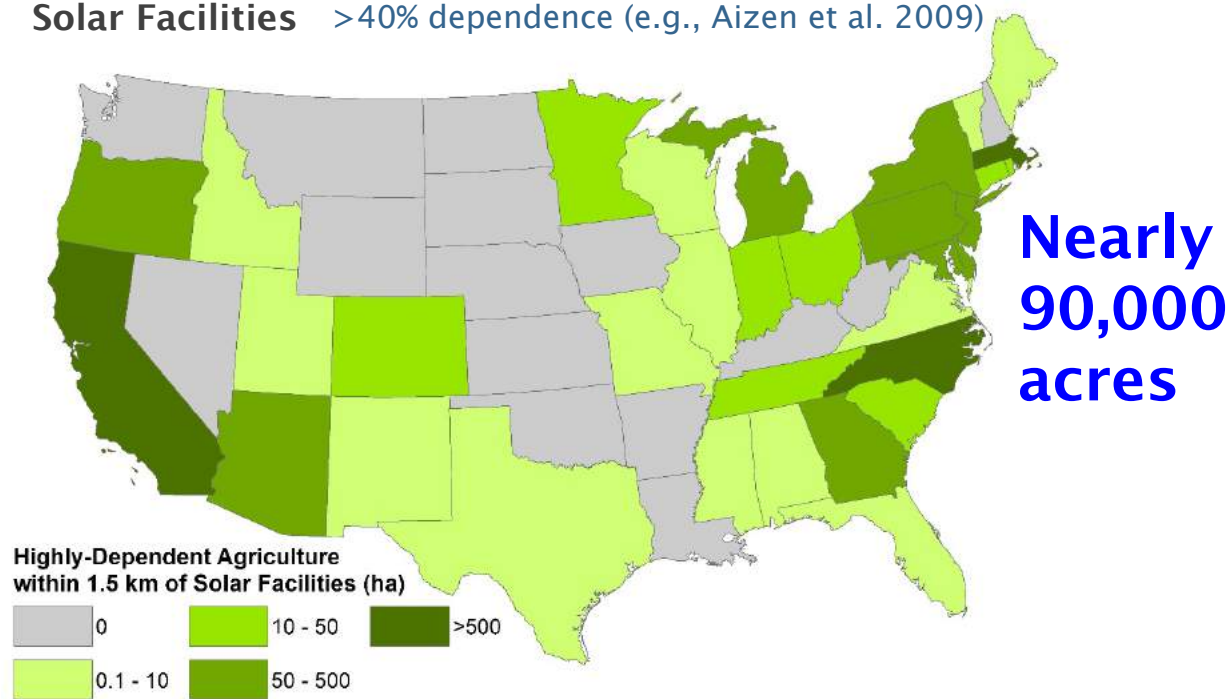 Solar Facilities >40% dependence (e.g., Aizen et al. 2009)
Nearly
90,000
acres
Highly-Dependent Agriculture
within 1.5 km of Solar Facilities (ha)
0 10 - 50 >500
0.1 - 10 50 - 500